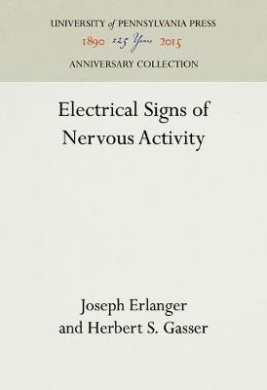 UNIVERSITY of PENNSYLVANIA PRESS
1890 125 Years 2015
ANNIVERSARY COLLECTION
Electrical Signs of
Nervous Activity
Joseph Erlanger
and Herbert S. Gasser